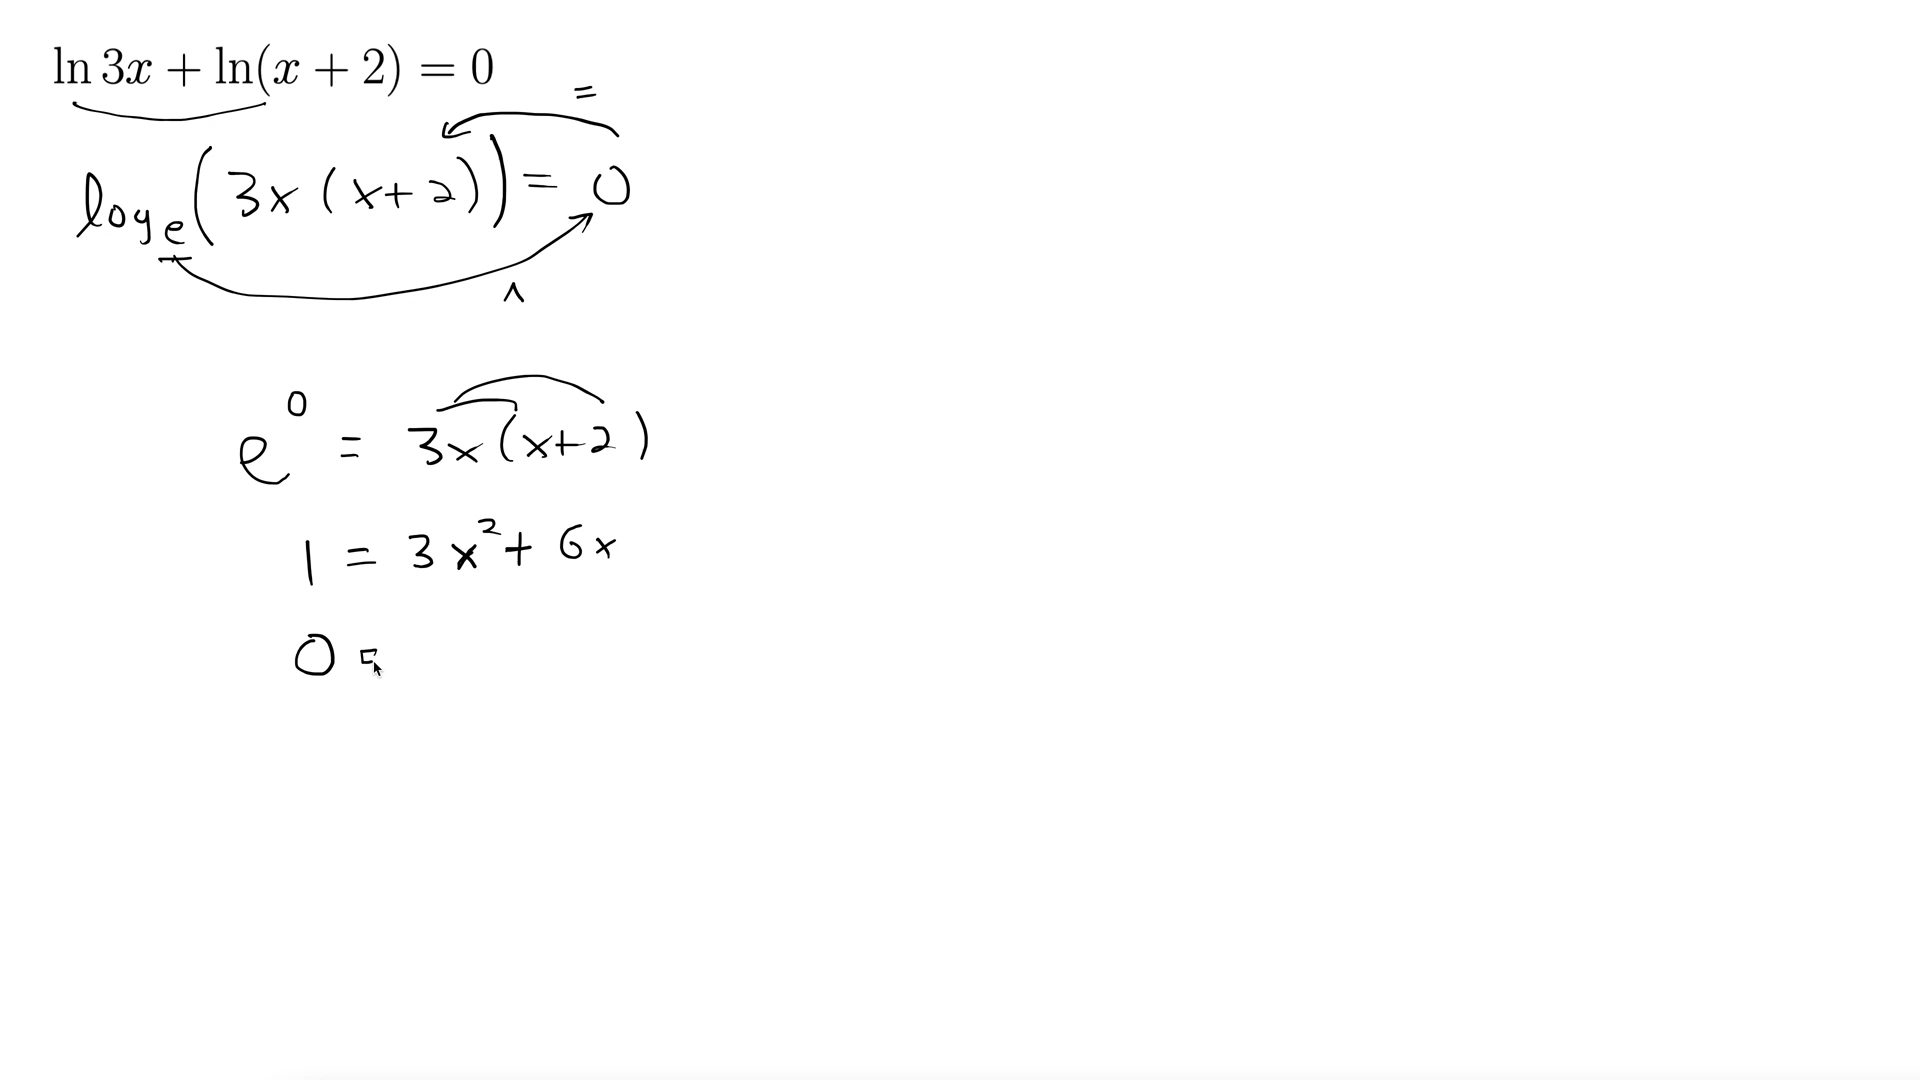 ln 3x + ln(x + 2) = 0
=
log_e(3x(x+2)) = 0
^
e^0 = 3x(x+2)
1 = 3x^2 + 6x
0 =